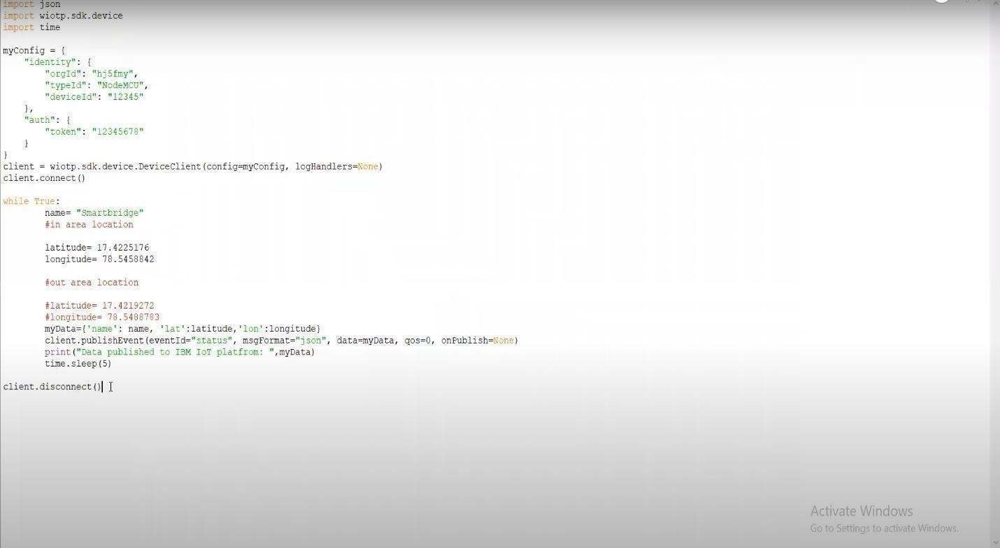 import json
import wiotp.sdk.device
import time
myConfig = {
    "identity": {
        "orgId": "hj5fmy",
        "typeId": "NodeMCU",
        "deviceId": "12345"
    },
    "auth": {
        "token": "12345678"
    }
}
client = wiotp.sdk.device.DeviceClient(config=myConfig, logHandlers=None)
client.connect()
while True:
        name= "Smartbridge"
        #in area location
        latitude= 17.4225176
        longitude= 78.5458842
        #out area location
        #latitude= 17.4219272
        #longitude= 78.5488783
        myData={'name': name, 'lat':latitude,'lon':longitude}
        client.publishEvent(eventId="status", msgFormat="json", data=myData, qos=0, onPublish=None)
        print("Data published to IBM IoT platfrom: ",myData)
        time.sleep(5)
client.disconnect()
Activate Windows
Go to Settings to activate Windows.